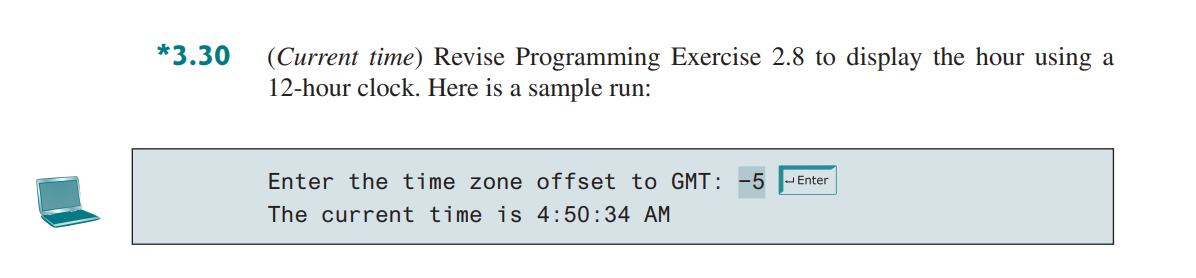 *3.30 (Current time) Revise Programming Exercise 2.8 to display the hour using a
12-hour clock. Here is a sample run:
Enter the time zone offset to GMT: -5 ↵Enter
The current time is 4:50:34 AM